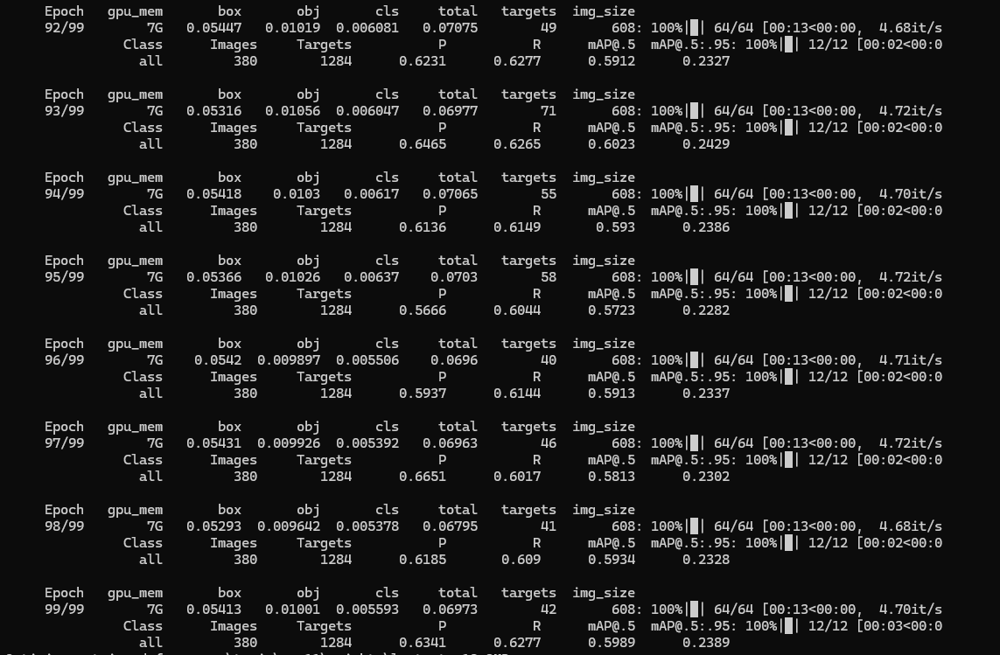 Epoch gpu_mem box obj cls total targets img_size
92/99 7G 0.05447 0.01019 0.006081 0.07075 49 608: 100%|█| 64/64 [00:13<00:00, 4.68it/s
Class Images Targets P R mAP@.5 mAP@.5:.95: 100%|█| 12/12 [00:02<00:0
all 380 1284 0.6231 0.6277 0.5912 0.2327
Epoch gpu_mem box obj cls total targets img_size
93/99 7G 0.05316 0.01056 0.006047 0.06977 71 608: 100%|█| 64/64 [00:13<00:00, 4.72it/s
Class Images Targets P R mAP@.5 mAP@.5:.95: 100%|█| 12/12 [00:02<00:0
all 380 1284 0.6465 0.6265 0.6023 0.2429
Epoch gpu_mem box obj cls total targets img_size
94/99 7G 0.05418 0.0103 0.00617 0.07065 55 608: 100%|█| 64/64 [00:13<00:00, 4.70it/s
Class Images Targets P R mAP@.5 mAP@.5:.95: 100%|█| 12/12 [00:02<00:0
all 380 1284 0.6136 0.6149 0.593 0.2386
Epoch gpu_mem box obj cls total targets img_size
95/99 7G 0.05366 0.01026 0.00637 0.0703 58 608: 100%|█| 64/64 [00:13<00:00, 4.72it/s
Class Images Targets P R mAP@.5 mAP@.5:.95: 100%|█| 12/12 [00:02<00:0
all 380 1284 0.5666 0.6044 0.5723 0.2282
Epoch gpu_mem box obj cls total targets img_size
96/99 7G 0.0542 0.009897 0.005506 0.0696 40 608: 100%|█| 64/64 [00:13<00:00, 4.71it/s
Class Images Targets P R mAP@.5 mAP@.5:.95: 100%|█| 12/12 [00:02<00:0
all 380 1284 0.5937 0.6144 0.5913 0.2337
Epoch gpu_mem box obj cls total targets img_size
97/99 7G 0.05431 0.009926 0.005392 0.06963 46 608: 100%|█| 64/64 [00:13<00:00, 4.72it/s
Class Images Targets P R mAP@.5 mAP@.5:.95: 100%|█| 12/12 [00:02<00:0
all 380 1284 0.6651 0.6017 0.5813 0.2302
Epoch gpu_mem box obj cls total targets img_size
98/99 7G 0.05293 0.009642 0.005378 0.06795 41 608: 100%|█| 64/64 [00:13<00:00, 4.68it/s
Class Images Targets P R mAP@.5 mAP@.5:.95: 100%|█| 12/12 [00:02<00:0
all 380 1284 0.6185 0.609 0.5934 0.2328
Epoch gpu_mem box obj cls total targets img_size
99/99 7G 0.05413 0.01001 0.005593 0.06973 42 608: 100%|█| 64/64 [00:13<00:00, 4.70it/s
Class Images Targets P R mAP@.5 mAP@.5:.95: 100%|█| 12/12 [00:03<00:0
all 380 1284 0.6341 0.6277 0.5989 0.2389